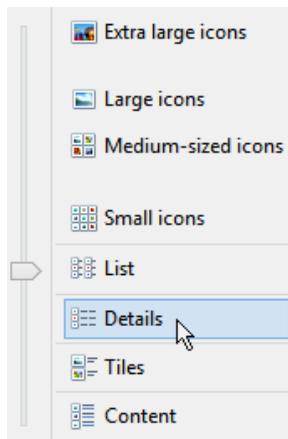 Extra large icons
Large icons
Medium-sized icons
Small icons
List
Details
Tiles
Content